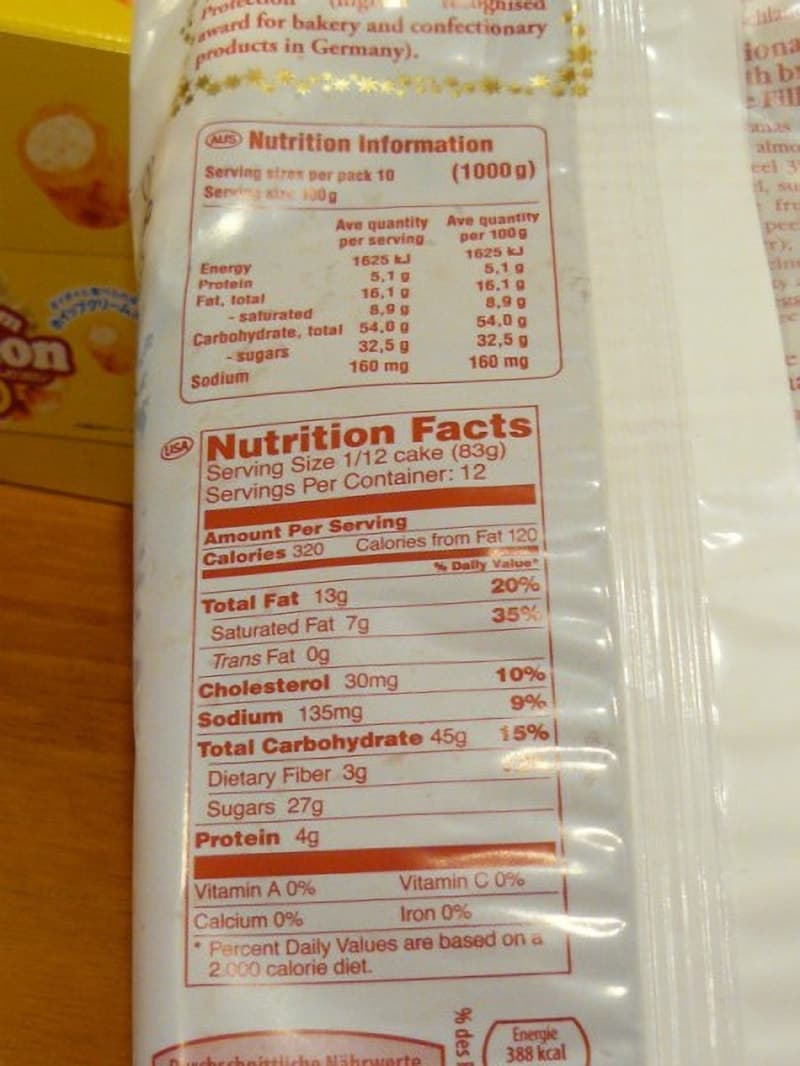 award for bakery and confectionary
products in Germany).
AUS Nutrition Information
Serving sizes per pack 10 (1000 g)
Serving size 100 g
Ave quantity Ave quantity
per serving per 100 g
Energy 1625 kJ 1625 kJ
Protein 5,1 g 5,1 g
Fat, total 16,1 g 16,1 g
- saturated 8,9 g 8,9 g
Carbohydrate, total 54,0 g 54,0 g
- sugars 32,5 g 32,5 g
Sodium 160 mg 160 mg
USA Nutrition Facts
Serving Size 1/12 cake (83g)
Servings Per Container: 12
Amount Per Serving
Calories 320 Calories from Fat 120
% Daily Value*
Total Fat 13g 20%
Saturated Fat 7g 35%
Trans Fat 0g
Cholesterol 30mg 10%
Sodium 135mg 9%
Total Carbohydrate 45g 15%
Dietary Fiber 3g
Sugars 27g
Protein 4g
Vitamin A 0% Vitamin C 0%
Calcium 0% Iron 0%
* Percent Daily Values are based on a
2.000 calorie diet.
% des
Energie
388 kcal